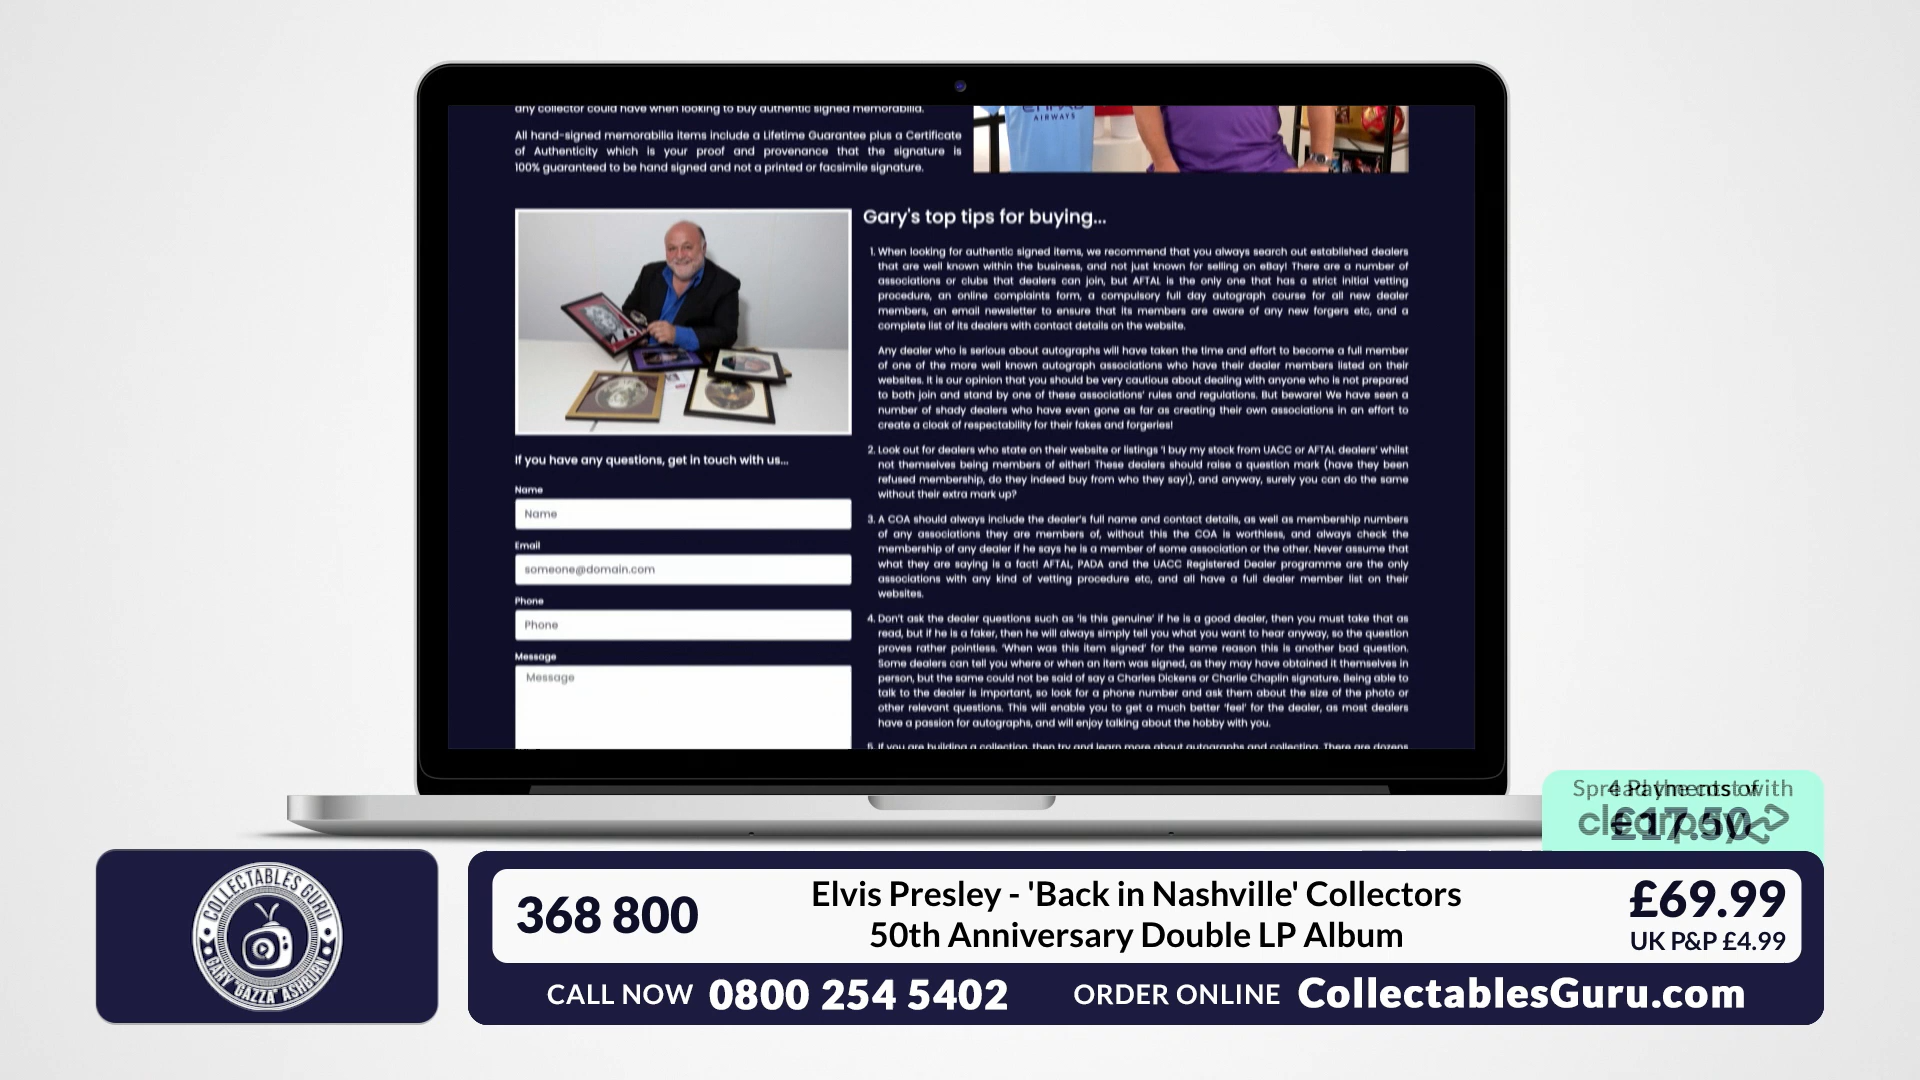 any collector could have when looking to buy authentic signed memorabilia.
All hand-signed memorabilia items include a Lifetime Guarantee plus a Certificate
of Authenticity which is your proof and provenance that the signature is
100% guaranteed to be hand signed and not a printed or facsimile signature.
AIRWAYS
Gary's top tips for buying...
1. When looking for authentic signed items, we recommend that you always search out established dealers
that are well known within the business, and not just known for selling on eBay! There are a number of
associations or clubs that dealers can join, but AFTAL is the only one that has a strict initial vetting
procedure, an online complaints form, a compulsory full day autograph course for all new dealer
members, an email newsletter to ensure that its members are aware of any new forgers etc, and a
complete list of its dealers with contact details on the website.
Any dealer who is serious about autographs will have taken the time and effort to become a full member
of one of the more well known autograph associations who have their dealer members listed on their
websites. It is our opinion that you should be very cautious about dealing with anyone who is not prepared
to both join and stand by one of these associations' rules and regulations. But beware! We have seen a
number of shady dealers who have even gone as far as creating their own associations in an effort to
create a cloak of respectability for their fakes and forgeries!
2. Look out for dealers who state on their website or listings 'I buy my stock from UACC or AFTAL dealers' whilst
not themselves being members of either! These dealers should raise a question mark (have they been
refused membership, do they indeed buy from who they say!), and anyway, surely you can do the same
without their extra mark up?
3. A COA should always include the dealer's full name and contact details, as well as membership numbers
of any associations they are members of, without this the COA is worthless, and always check the
membership of any dealer if he says he is a member of some association or the other. Never assume that
what they are saying is a fact! AFTAL, PADA and the UACC Registered Dealer programme are the only
associations with any kind of vetting procedure etc, and all have a full dealer member list on their
websites.
4. Don't ask the dealer questions such as 'is this genuine' if he is a good dealer, then you must take that as
read, but if he is a faker, then he will always simply tell you what you want to hear anyway, so the question
proves rather pointless. 'When was this item signed' for the same reason this is another bad question.
Some dealers can tell you where or when an item was signed, as they may have obtained it themselves in
person, but the same could not be said of say a Charles Dickens or Charlie Chaplin signature. Being able to
talk to the dealer is important, so look for a phone number and ask them about the size of the photo or
other relevant questions. This will enable you to get a much better 'feel' for the dealer, as most dealers
have a passion for autographs, and will enjoy talking about the hobby with you.
5. If you are building a collection, then try and learn more about autographs and collecting. There are dozens
If you have any questions, get in touch with us...
Name
Name
Email
someone@domain.com
Phone
Phone
Message
Message
Spread the cost with
clearpay
4 Payments of
£17.50
COLLECTABLES GURU
GARY "GAZZA" ASHBURN
368 800
Elvis Presley - 'Back in Nashville' Collectors
50th Anniversary Double LP Album
£69.99
UK P&P £4.99
CALL NOW 0800 254 5402
ORDER ONLINE CollectablesGuru.com